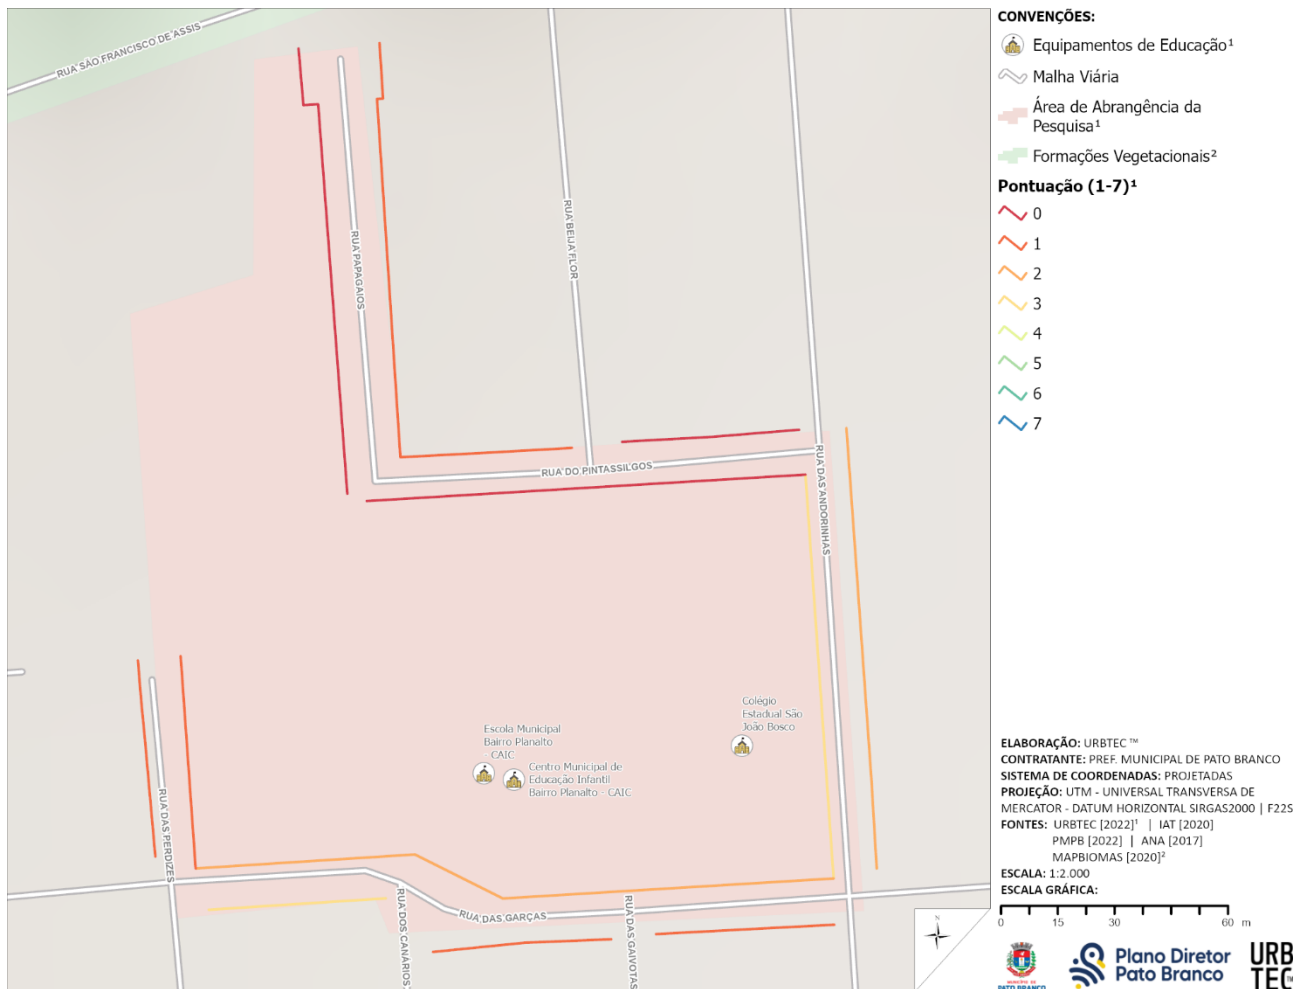 RUA SÃO FRANCISCO DE ASSIS
RUA PAPAGAIOS
RUA BEIJA FLOR
RUA DO PINTASSILGOS
RUA DAS ANDORINHAS
Colégio
Estadual São
João Bosco
Escola Municipal
Bairro Planalto
- CAIC
Centro Municipal de
Educação Infantil
Bairro Planalto - CAIC
RUA DAS PERDIZES
RUA DOS CANÁRIOS
RUA DAS GARÇAS
RUA DAS GAIVOTAS
N
CONVENÇÕES:
Equipamentos de Educação¹
Malha Viária
Área de Abrangência da
Pesquisa¹
Formações Vegetacionais²
Pontuação (1-7)¹
0
1
2
3
4
5
6
7
ELABORAÇÃO: URBTEC ™
CONTRATANTE: PREF. MUNICIPAL DE PATO BRANCO
SISTEMA DE COORDENADAS: PROJETADAS
PROJEÇÃO: UTM - UNIVERSAL TRANSVERSA DE
MERCATOR - DATUM HORIZONTAL SIRGAS2000 | F22S
FONTES: URBTEC [2022]¹ | IAT [2020]
PMPB [2022] | ANA [2017]
MAPBIOMAS [2020]²
ESCALA: 1:2.000
ESCALA GRÁFICA:
0 15 30 60 m
MUNICÍPIO DE
PATO BRANCO
Plano Diretor
Pato Branco
URB
TEC™